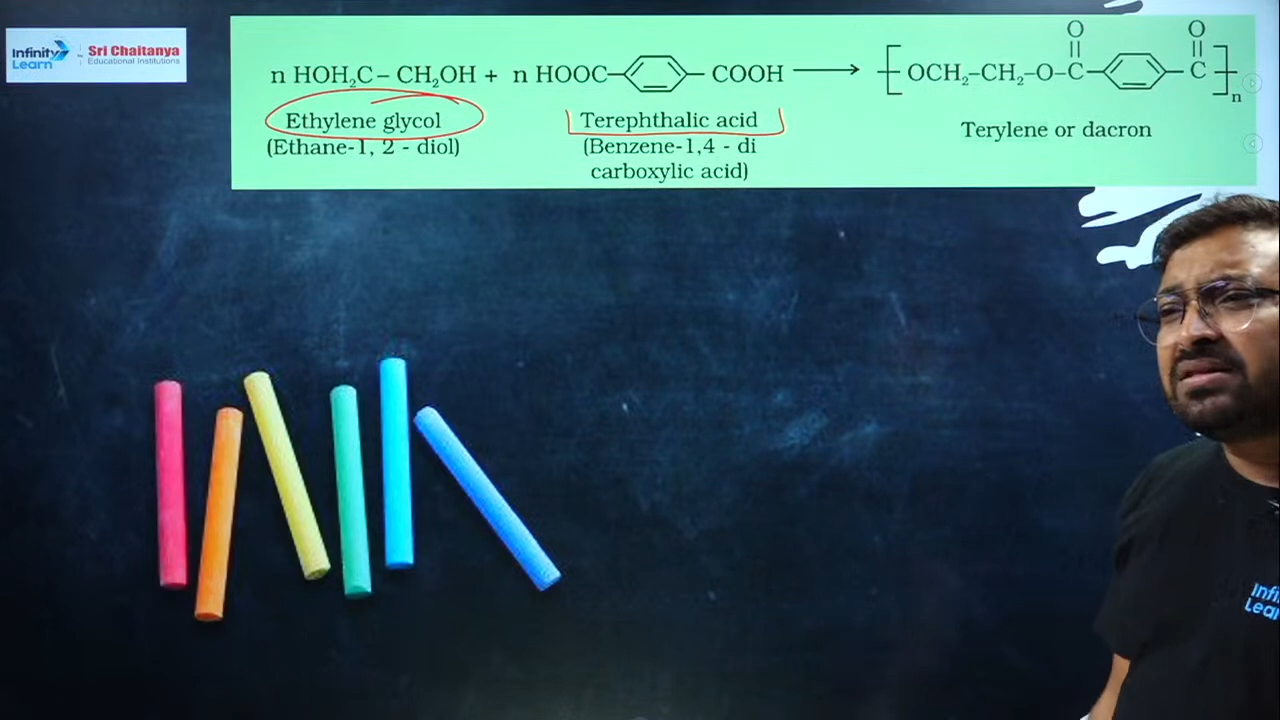 Infinity Learn
by
Sri Chaitanya
Educational Institutions
n HOH₂C – CH₂OH + n HOOC– –COOH ⟶ [ OCH₂–CH₂–O–C– –C ]n
O O
Ethylene glycol
(Ethane-1, 2 - diol)
Terephthalic acid
(Benzene-1,4 - di
carboxylic acid)
Terylene or dacron